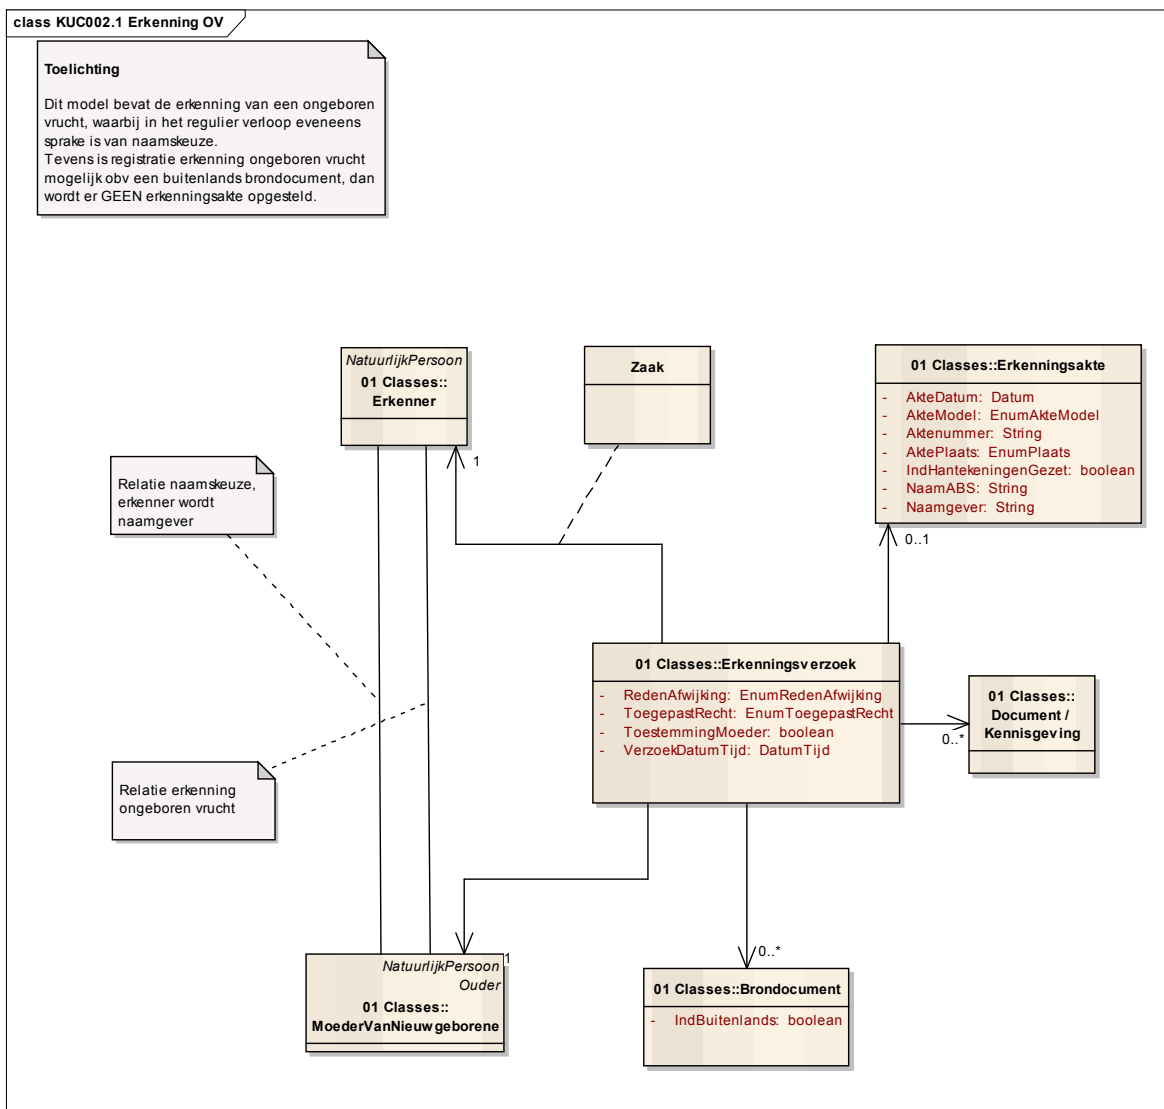 class KUC002.1 Erkenning OV
Toelichting
Dit model bevat de erkenning van een ongeboren
vrucht, waarbij in het regulier verloop eveneens
sprake is van naamskeuze.
Tevens is registratie erkenning ongeboren vrucht
mogelijk obv een buitenlands brondocument, dan
wordt er GEEN erkenningsakte opgesteld.
NatuurlijkPersoon
01 Classes::
Erkenner
Zaak
01 Classes::Erkenningsakte
- AkteDatum: Datum
- AkteModel: EnumAkteModel
- Aktenummer: String
- AktePlaats: EnumPlaats
- IndHantekeningenGezet: boolean
- NaamABS: String
- Naamgever: String
1
0..1
Relatie naamskeuze,
erkenner wordt
naamgever
01 Classes::Erkenningsverzoek
- RedenAfwijking: EnumRedenAfwijking
- ToegepastRecht: EnumToegepastRecht
- ToestemmingMoeder: boolean
- VerzoekDatumTijd: DatumTijd
01 Classes::
Document /
Kennisgeving
0..*
Relatie erkenning
ongeboren vrucht
1
0..*
NatuurlijkPersoon
Ouder
01 Classes::
MoederVanNieuwgeborene
01 Classes::Brondocument
- IndBuitenlands: boolean